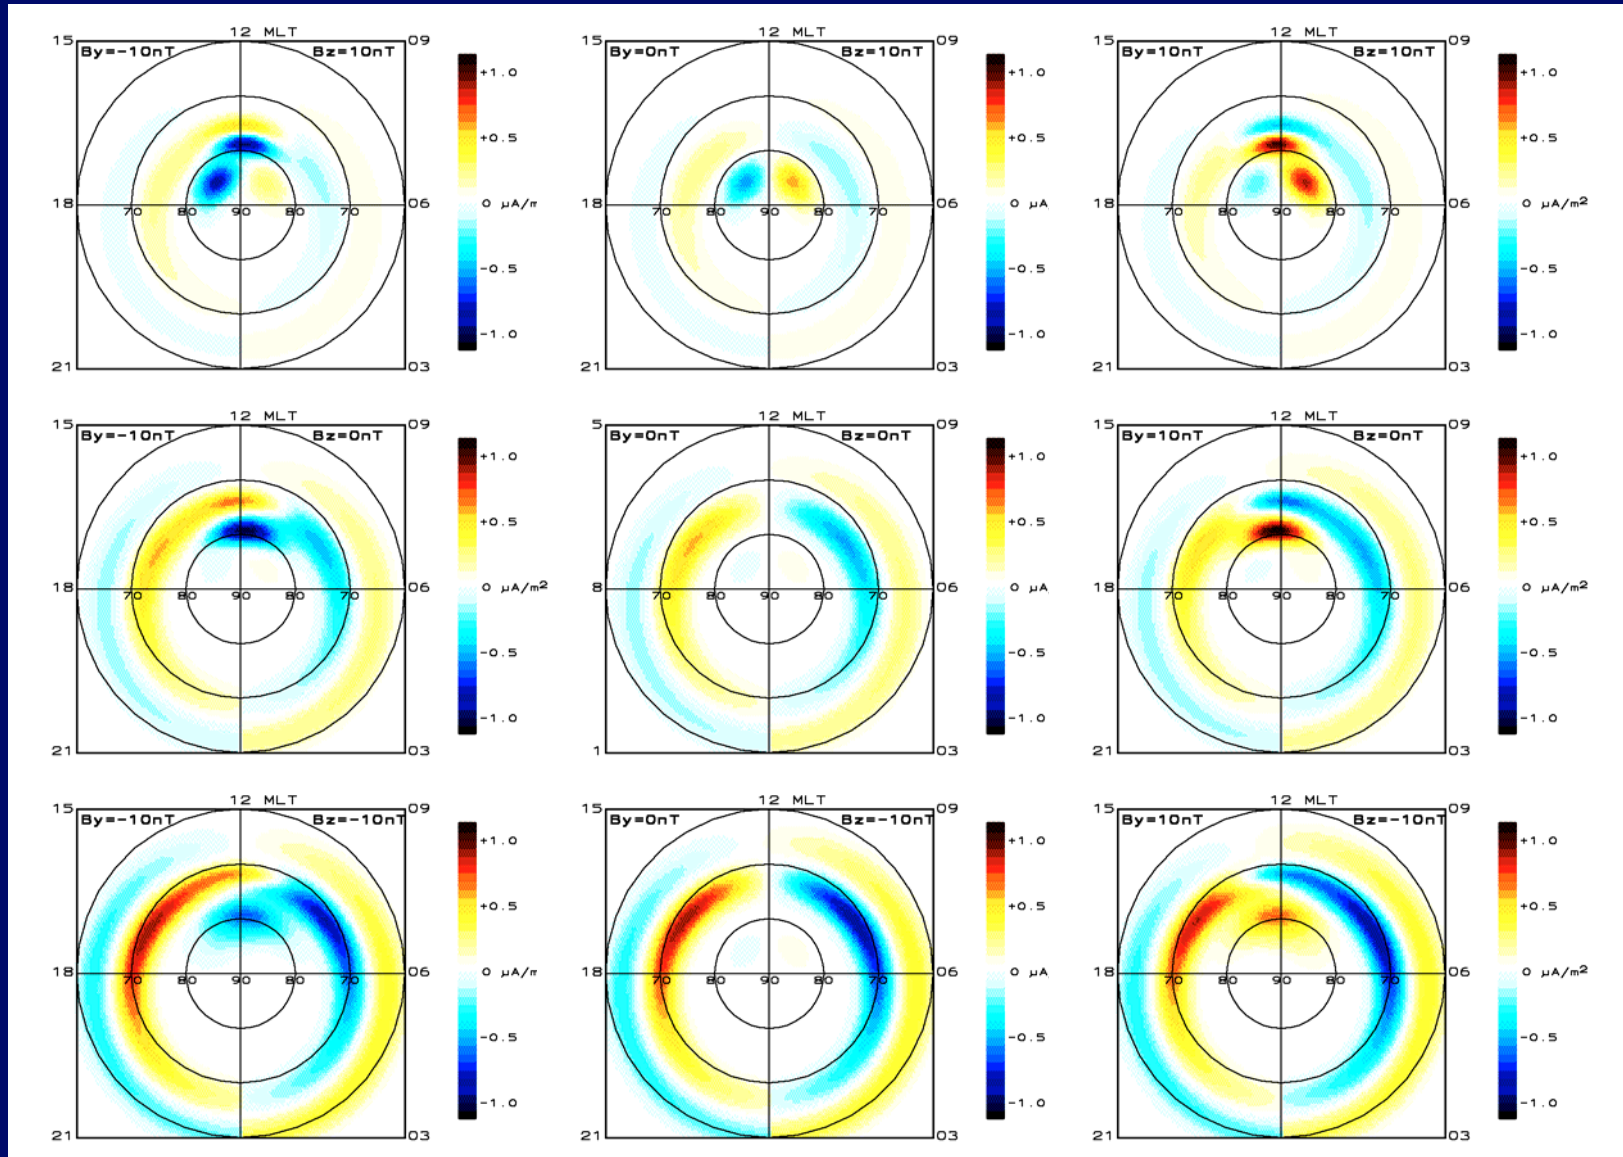 12 MLT 12 MLT 12 MLT
15 09 15 09 15 09
By=-10nT Bz=10nT By=0nT Bz=10nT By=10nT Bz=10nT
+1.0 +1.0 +1.0
+0.5 +0.5 +0.5
18 70 80 90 80 70 06 0 µA/m 18 70 80 90 80 70 06 0 µA 18 70 80 90 80 70 06 0 µA/m²
-0.5 -0.5 -0.5
-1.0 -1.0 -1.0
21 03 21 03 21 03
12 MLT 12 MLT 12 MLT
15 09 5 09 15 09
By=-10nT Bz=0nT By=0nT Bz=0nT By=10nT Bz=0nT
+1.0 +1.0 +1.0
+0.5 +0.5 +0.5
18 70 80 90 80 70 06 0 µA/m² 8 70 80 90 80 70 06 0 µA 18 70 80 90 80 70 06 0 µA/m²
-0.5 -0.5 -0.5
-1.0 -1.0 -1.0
21 03 1 03 21 03
12 MLT 12 MLT 12 MLT
15 09 15 09 15 09
By=-10nT Bz=-10nT By=0nT Bz=-10nT By=10nT Bz=-10nT
+1.0 +1.0 +1.0
+0.5 +0.5 +0.5
18 70 80 90 80 70 06 0 µA/m 18 70 80 90 80 70 06 0 µA 18 70 80 90 80 70 06 0 µA/m²
-0.5 -0.5 -0.5
-1.0 -1.0 -1.0
21 03 21 03 21 03